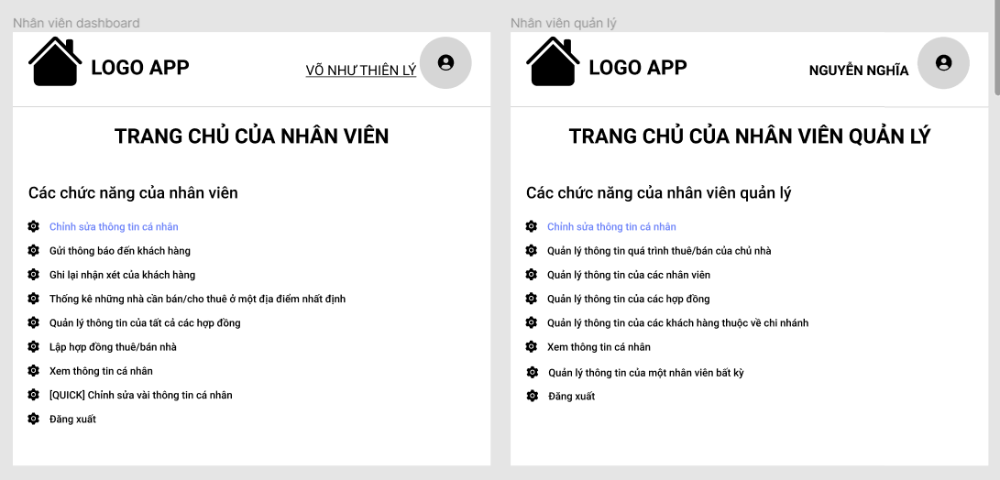 Nhân viên dashboard
LOGO APP
VÕ NHƯ THIÊN LÝ
TRANG CHỦ CỦA NHÂN VIÊN
Các chức năng của nhân viên
Chỉnh sửa thông tin cá nhân
Gửi thông báo đến khách hàng
Ghi lại nhận xét của khách hàng
Thống kê những nhà cần bán/cho thuê ở một địa điểm nhất định
Quản lý thông tin của tất cả các hợp đồng
Lập hợp đồng thuê/bán nhà
Xem thông tin cá nhân
[QUICK] Chỉnh sửa vài thông tin cá nhân
Đăng xuất
Nhân viên quản lý
LOGO APP
NGUYỄN NGHĨA
TRANG CHỦ CỦA NHÂN VIÊN QUẢN LÝ
Các chức năng của nhân viên quản lý
Chỉnh sửa thông tin cá nhân
Quản lý thông tin quá trình thuê/bán của chủ nhà
Quản lý thông tin của các nhân viên
Quản lý thông tin của các hợp đồng
Quản lý thông tin của các khách hàng thuộc về chi nhánh
Xem thông tin cá nhân
Quản lý thông tin của một nhân viên bất kỳ
Đăng xuất